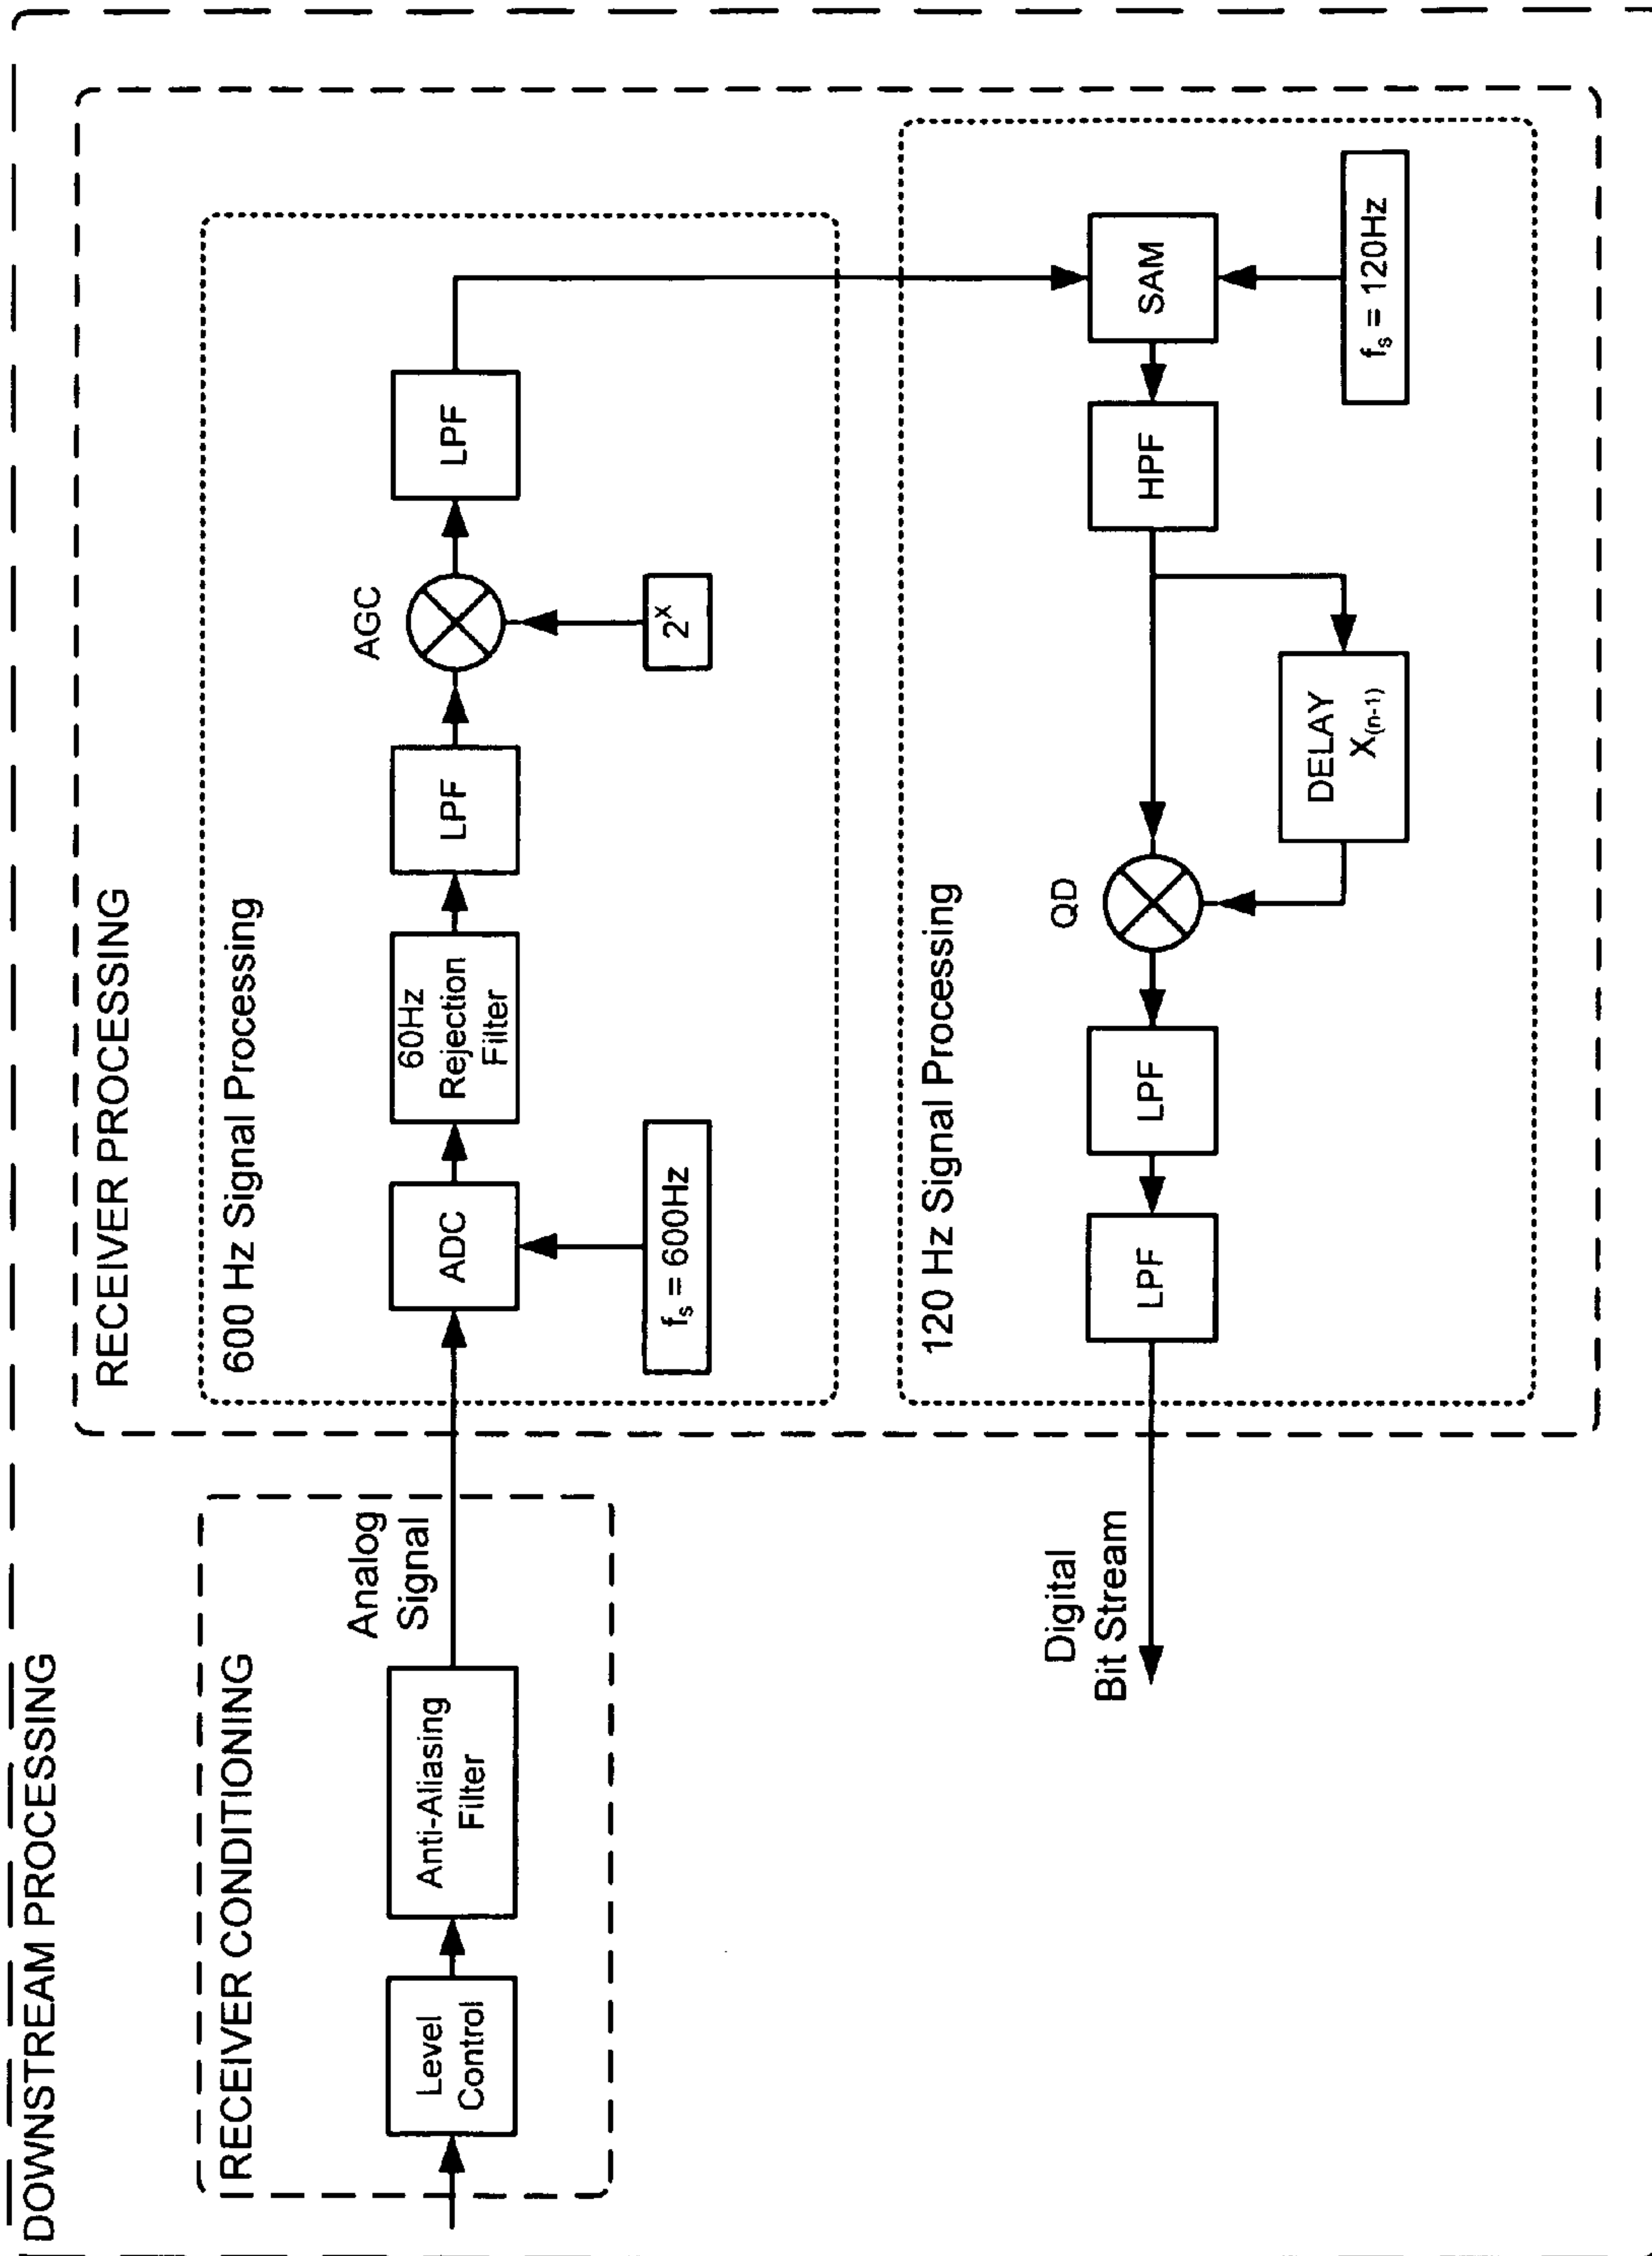 DOWNSTREAM PROCESSING
RECEIVER CONDITIONING
Level
Control
Anti-Aliasing
Filter
Analog
Signal
RECEIVER PROCESSING
600 Hz Signal Processing
ADC
fs = 600Hz
60Hz
Rejection
Filter
LPF
AGC
2^x
LPF
120 Hz Signal Processing
SAM
fs = 120Hz
HPF
DELAY
X(n-1)
QD
LPF
LPF
Digital
Bit Stream